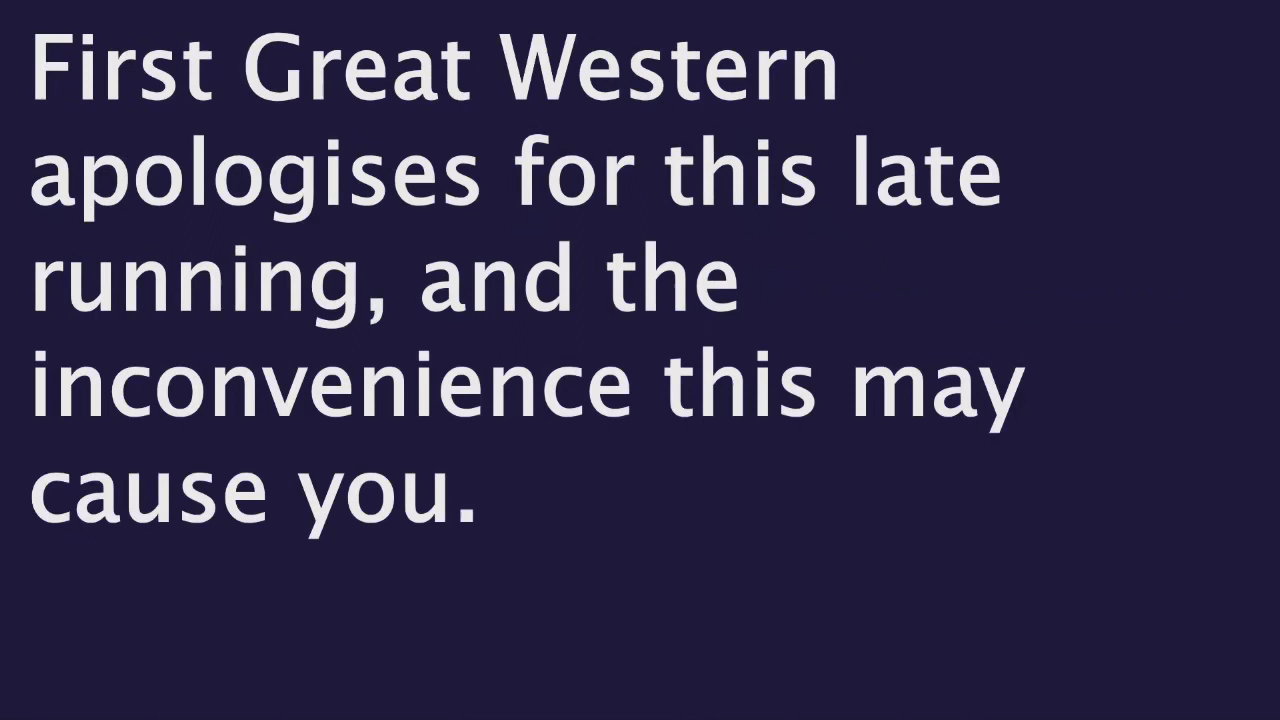 First Great Western
apologises for this late
running, and the
inconvenience this may
cause you.